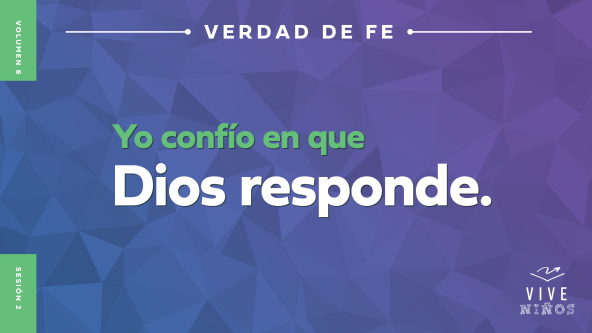 VOLUMEN 6
VERDAD DE FE
Yo confío en que
Dios responde.
SESIÓN 2
VIVE
NIÑOS